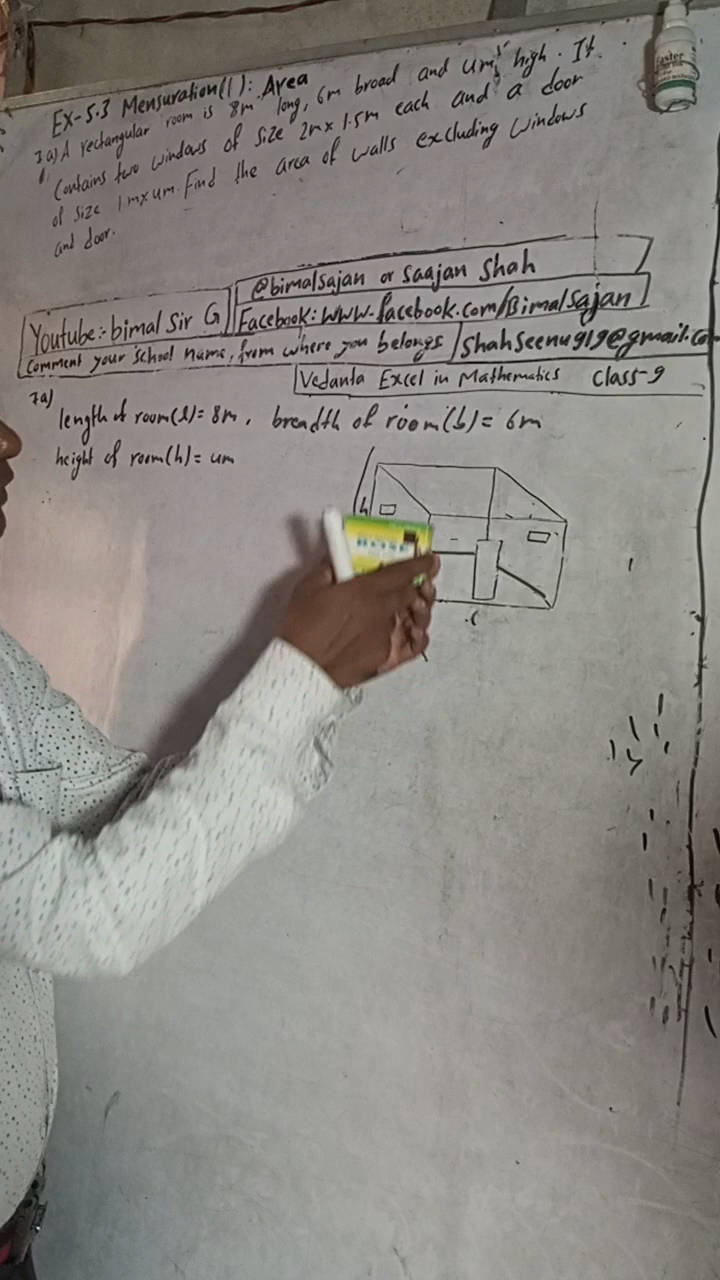 Ex-5.3 Mensuration(1): Area
7a) A rectangular room is 8m long, 6m broad and 4m high. It
contains two windows of size 2m x 1.5m each and a door
of size 1m x 4m. Find the area of walls excluding windows
and door.
@bimalsajan or Saajan Shah
Youtube:- bimal Sir G
Facebook: www.facebook.com/Bimalsajan
Comment your school name, from where you belongs
shahseenu919@gmail.com
Vedanta Excel in Mathematics Class-9
7a)
length of room(l) = 8m, breadth of room(b) = 6m
height of room(h) = 4m
h